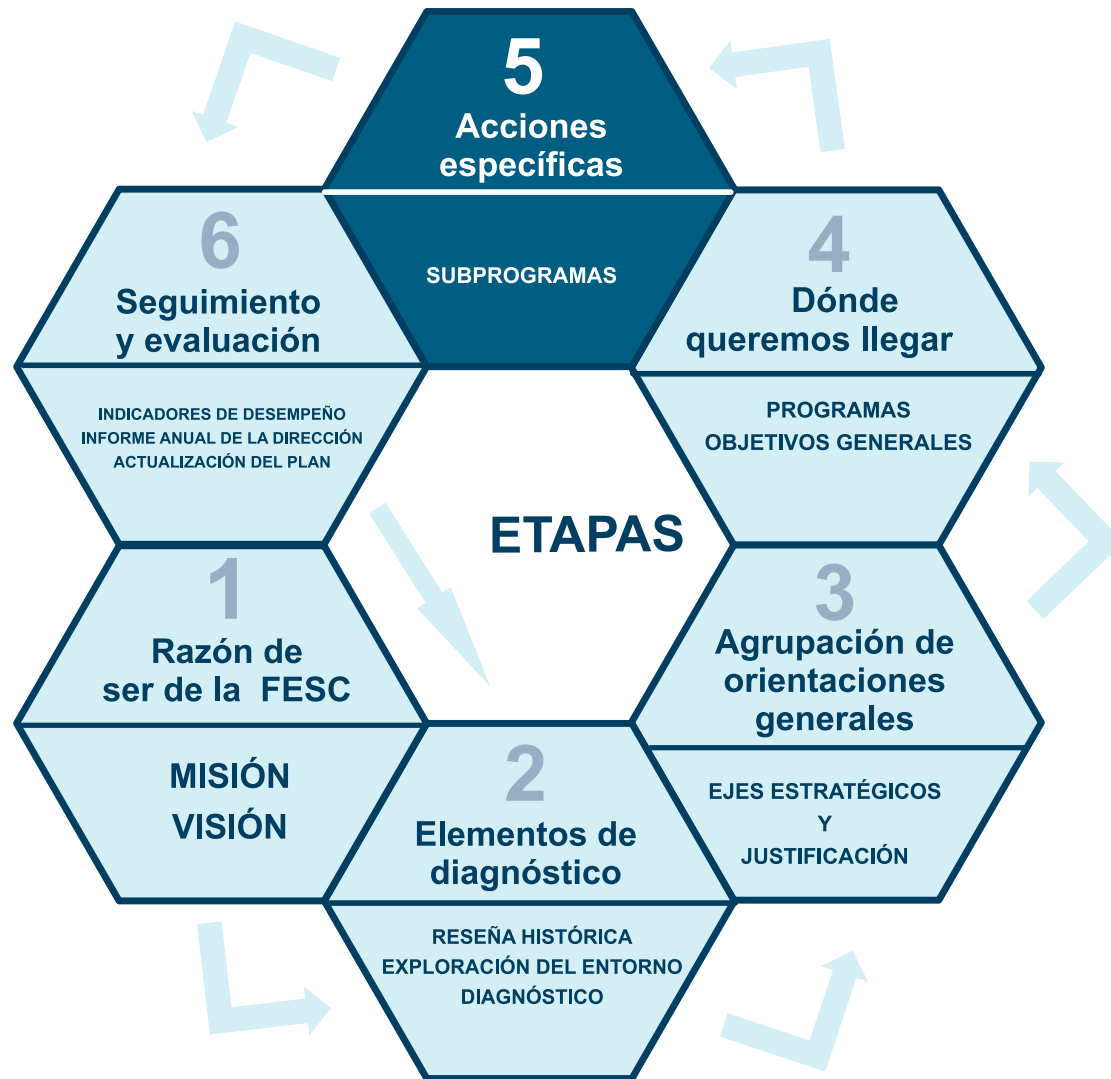 5
Acciones
específicas
SUBPROGRAMAS
6
Seguimiento
y evaluación
INDICADORES DE DESEMPEÑO
INFORME ANUAL DE LA DIRECCIÓN
ACTUALIZACIÓN DEL PLAN
4
Dónde
queremos llegar
PROGRAMAS
OBJETIVOS GENERALES
ETAPAS
1
Razón de
ser de la FESC
MISIÓN
VISIÓN
2
Elementos de
diagnóstico
RESEÑA HISTÓRICA
EXPLORACIÓN DEL ENTORNO
DIAGNÓSTICO
3
Agrupación de
orientaciones
generales
EJES ESTRATÉGICOS
Y
JUSTIFICACIÓN